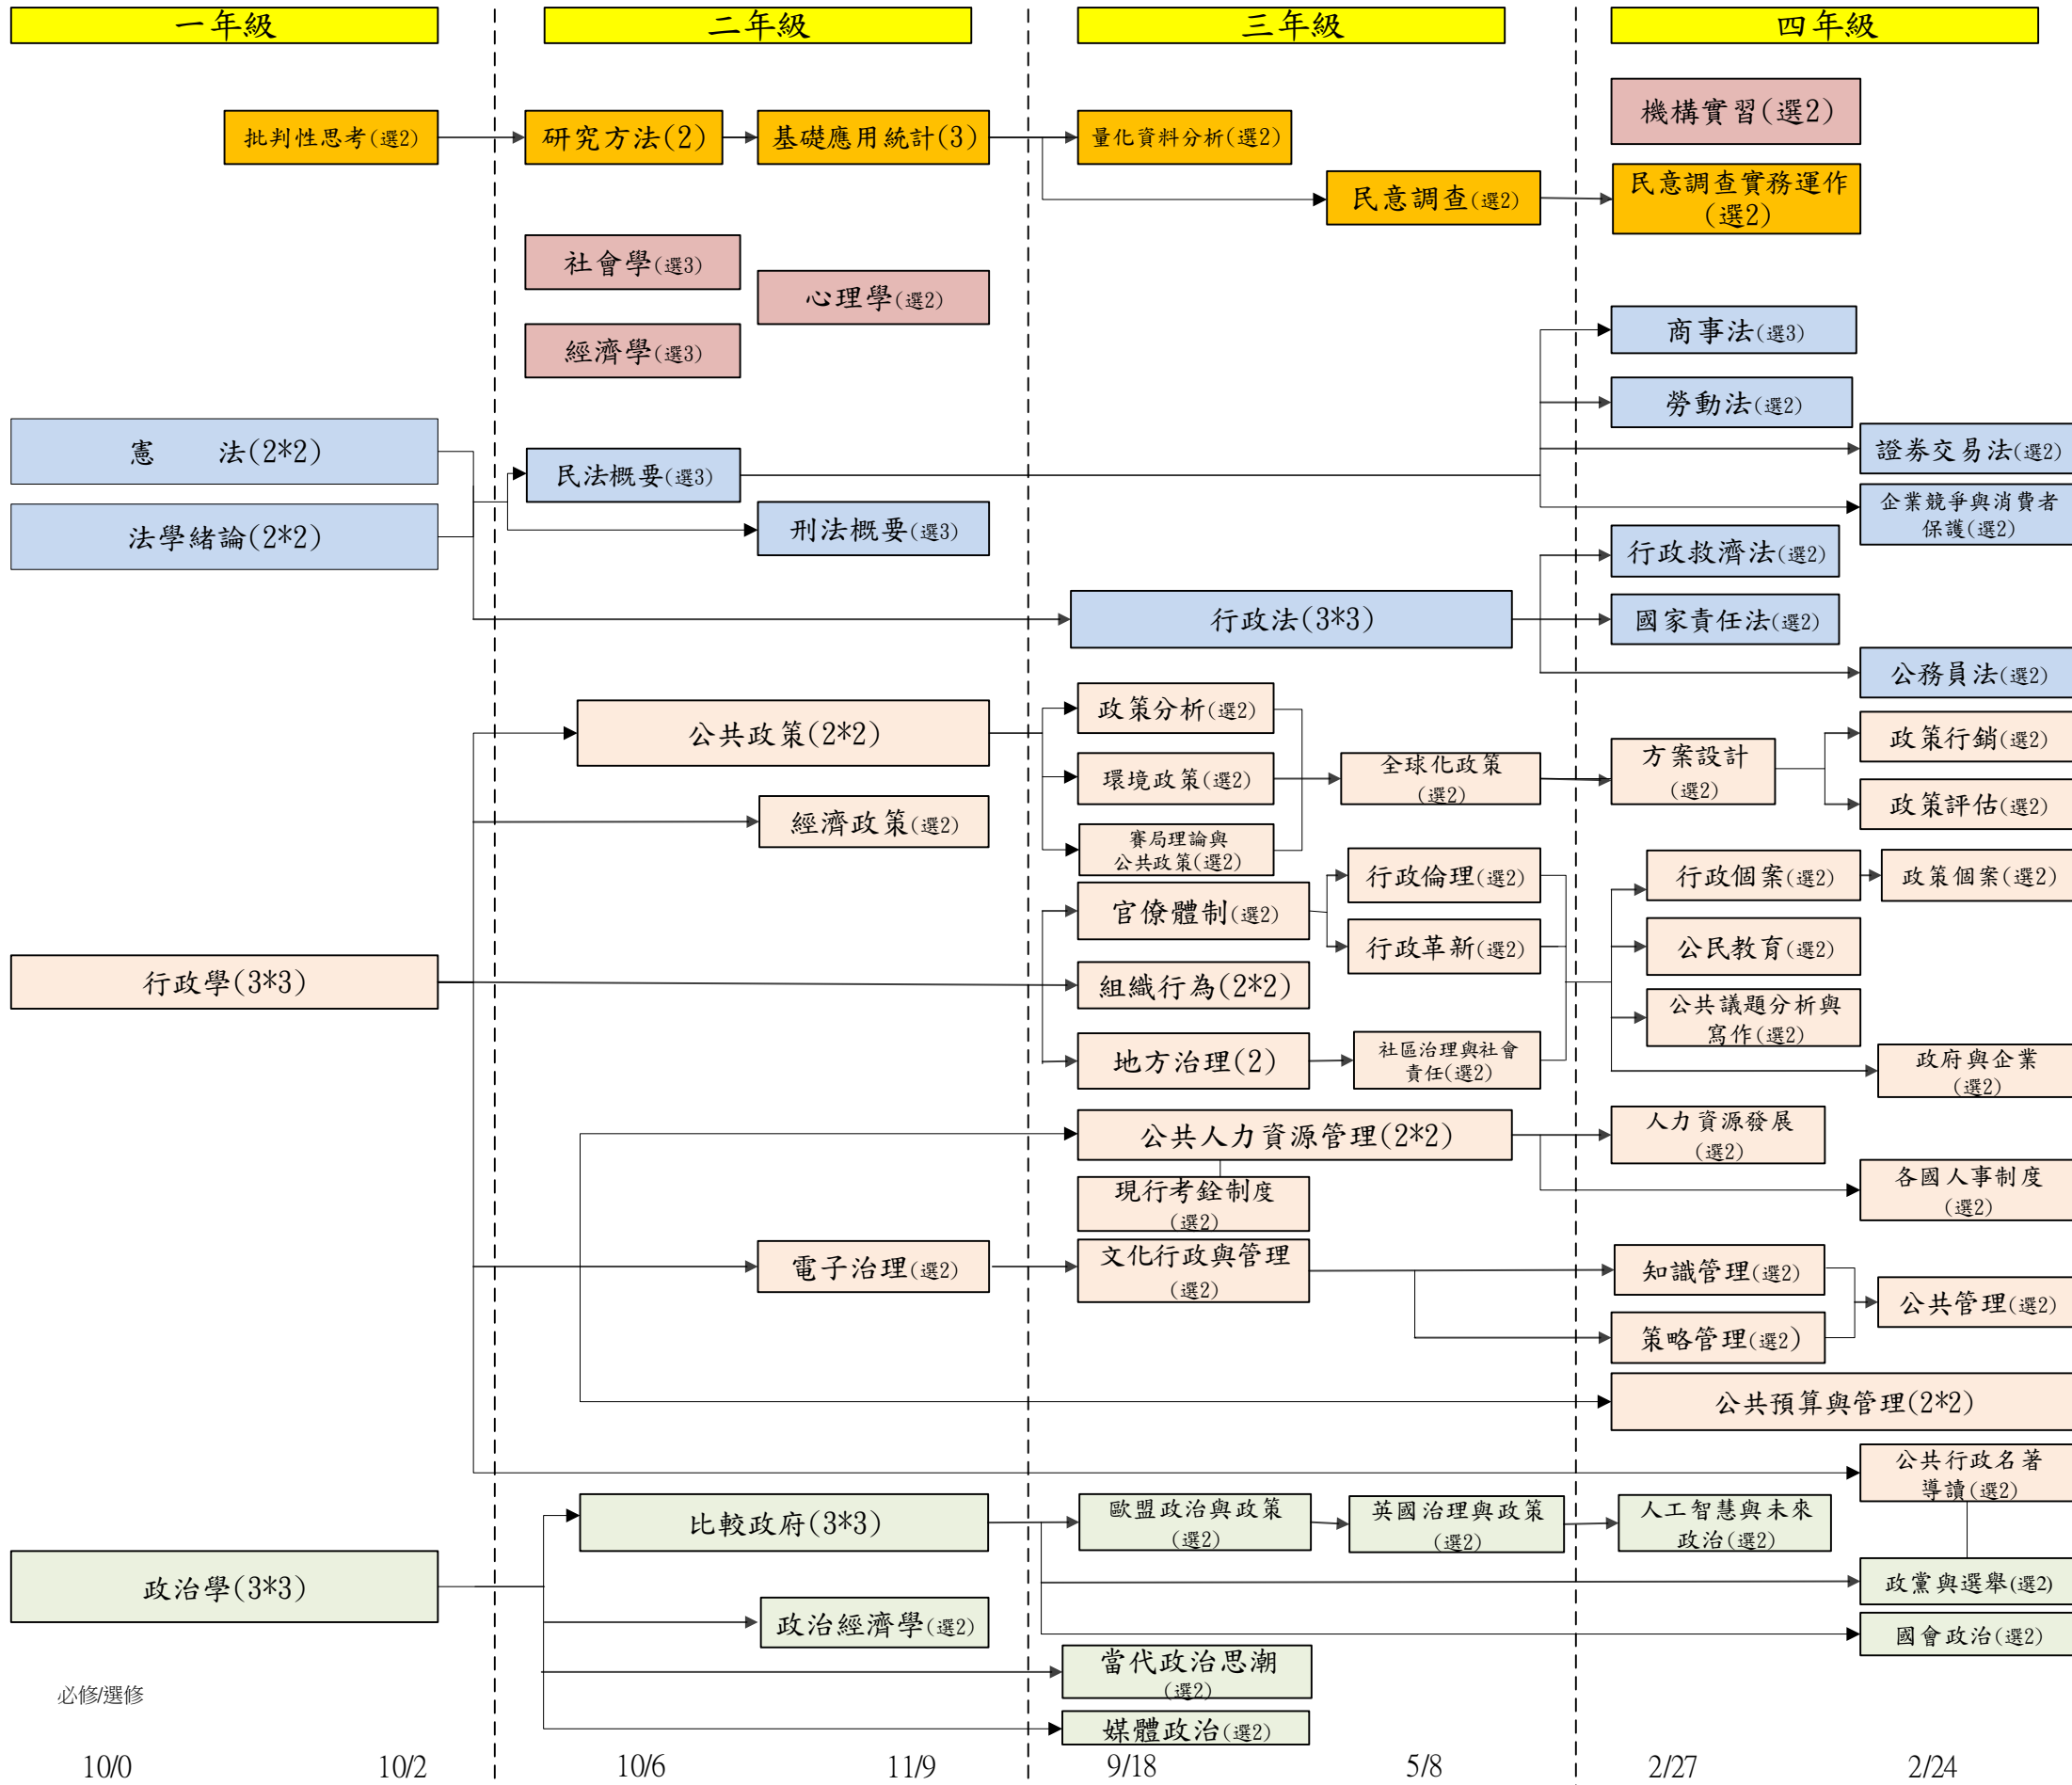 一年級
二年級
三年級
四年級
機構實習(選2)
批判性思考(選2)
研究方法(2)
基礎應用統計(3)
量化資料分析(選2)
民意調查(選2)
民意調查實務運作
(選2)
社會學(選3)
心理學(選2)
經濟學(選3)
商事法(選3)
勞動法(選2)
憲　　法(2*2)
民法概要(選3)
證券交易法(選2)
企業競爭與消費者
保護(選2)
法學緒論(2*2)
刑法概要(選3)
行政救濟法(選2)
行政法(3*3)
國家責任法(選2)
公務員法(選2)
公共政策(2*2)
政策分析(選2)
環境政策(選2)
全球化政策
(選2)
方案設計
(選2)
政策行銷(選2)
政策評估(選2)
經濟政策(選2)
賽局理論與
公共政策(選2)
行政倫理(選2)
行政個案(選2)
政策個案(選2)
官僚體制(選2)
行政革新(選2)
公民教育(選2)
行政學(3*3)
組織行為(2*2)
公共議題分析與
寫作(選2)
地方治理(2)
社區治理與社會
責任(選2)
政府與企業
(選2)
公共人力資源管理(2*2)
人力資源發展
(選2)
現行考銓制度
(選2)
各國人事制度
(選2)
電子治理(選2)
文化行政與管理
(選2)
知識管理(選2)
公共管理(選2)
策略管理(選2)
公共預算與管理(2*2)
公共行政名著
導讀(選2)
比較政府(3*3)
歐盟政治與政策
(選2)
英國治理與政策
(選2)
人工智慧與未來
政治(選2)
政治學(3*3)
政黨與選舉(選2)
政治經濟學(選2)
國會政治(選2)
當代政治思潮
(選2)
媒體政治(選2)
必修/選修
10/0
10/2
10/6
11/9
9/18
5/8
2/27
2/24